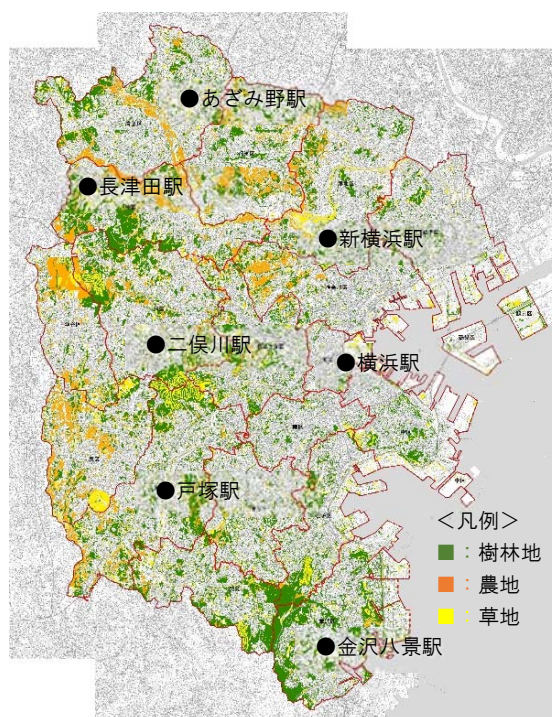 ●あざみ野駅
●長津田駅
●新横浜駅
●二俣川駅
●横浜駅
●戸塚駅
＜凡例＞
■：樹林地
■：農地
■：草地
●金沢八景駅